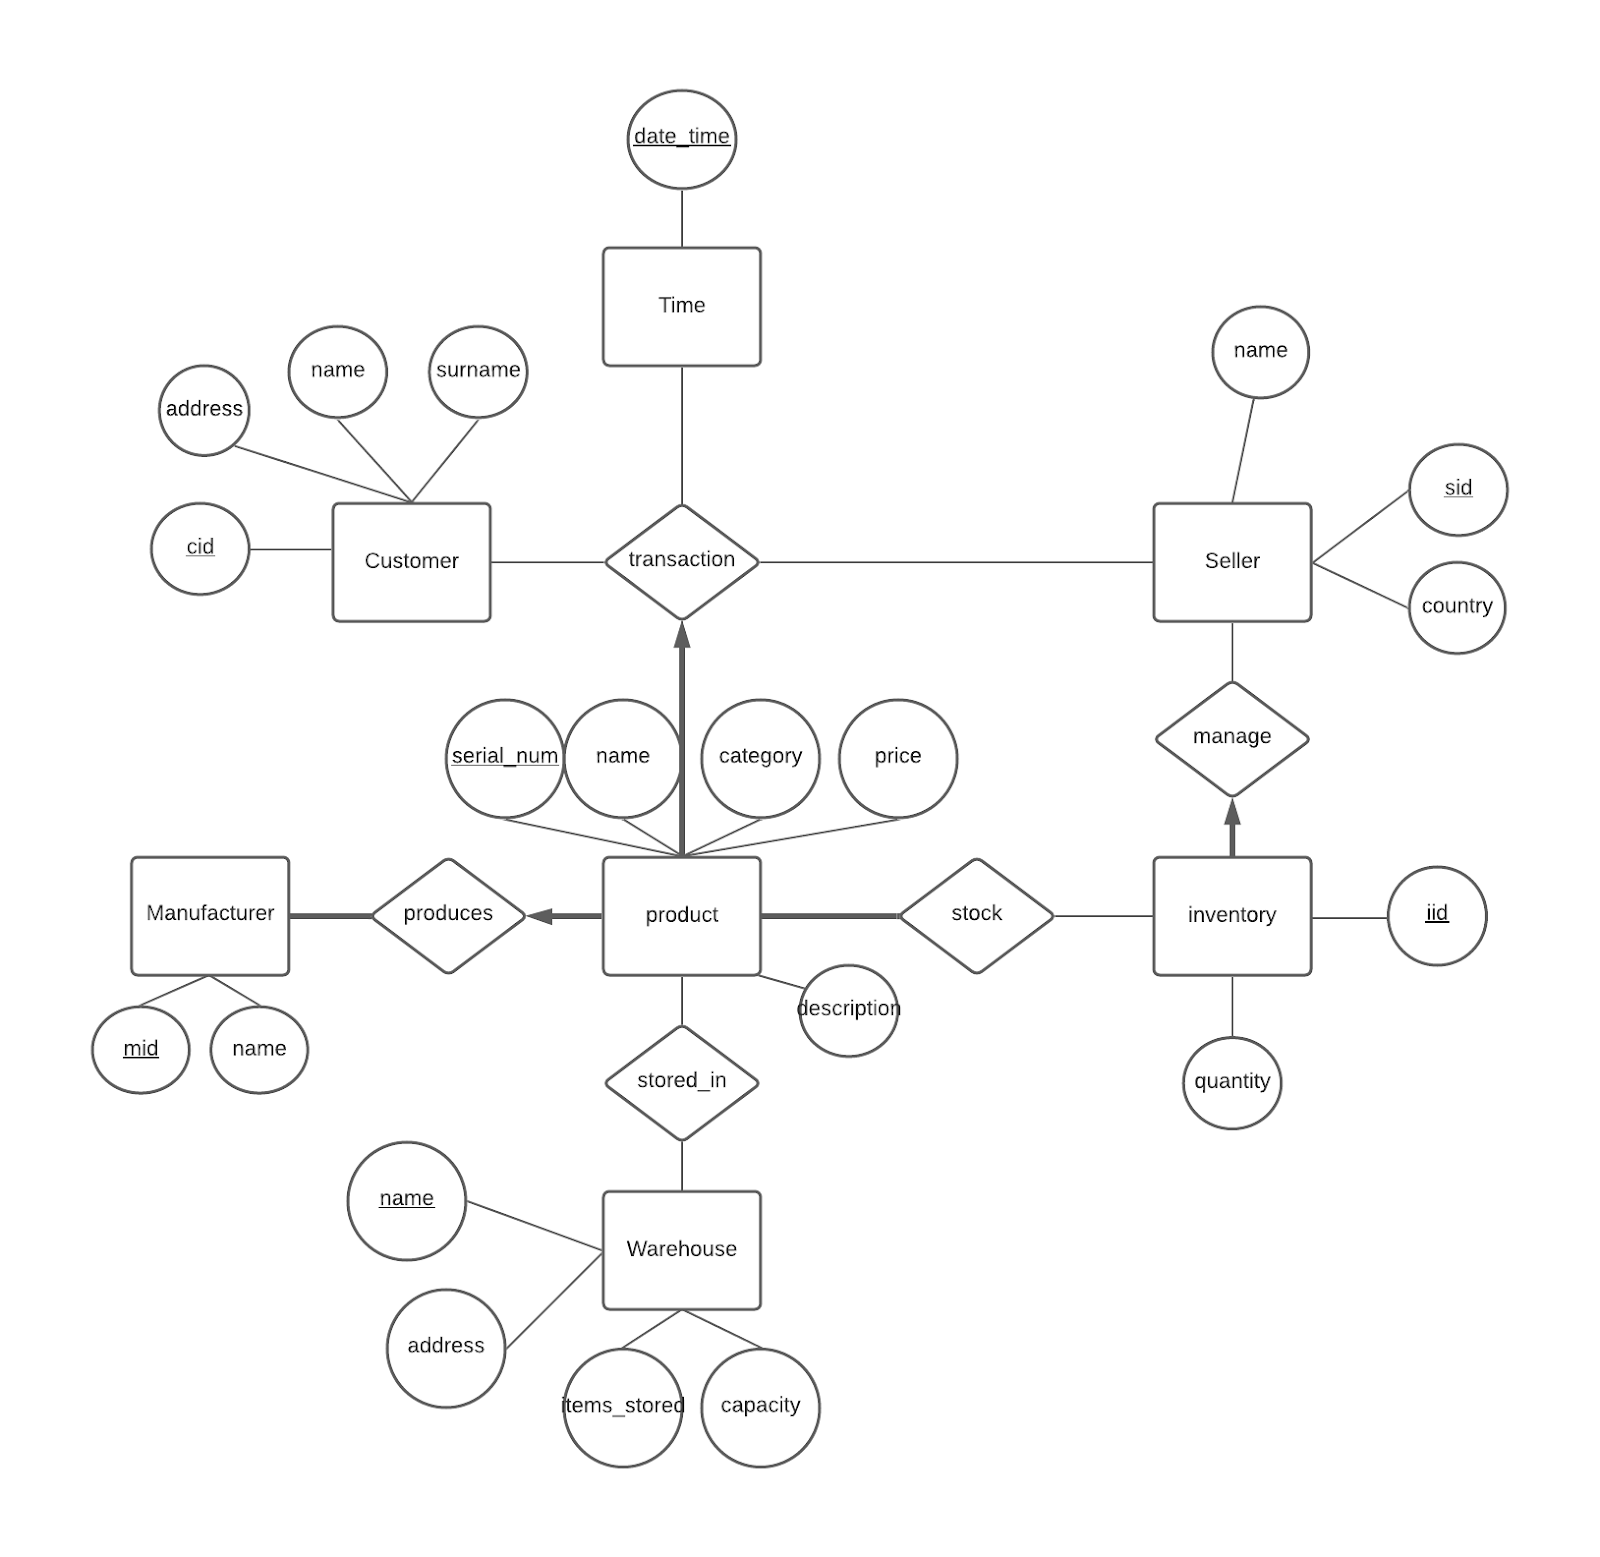 date_time
Time
name
surname
address
name
sid
cid
Customer
transaction
Seller
country
serial_num
name
category
price
manage
Manufacturer
produces
product
stock
inventory
iid
description
mid
name
stored_in
quantity
name
Warehouse
address
items_stored
capacity